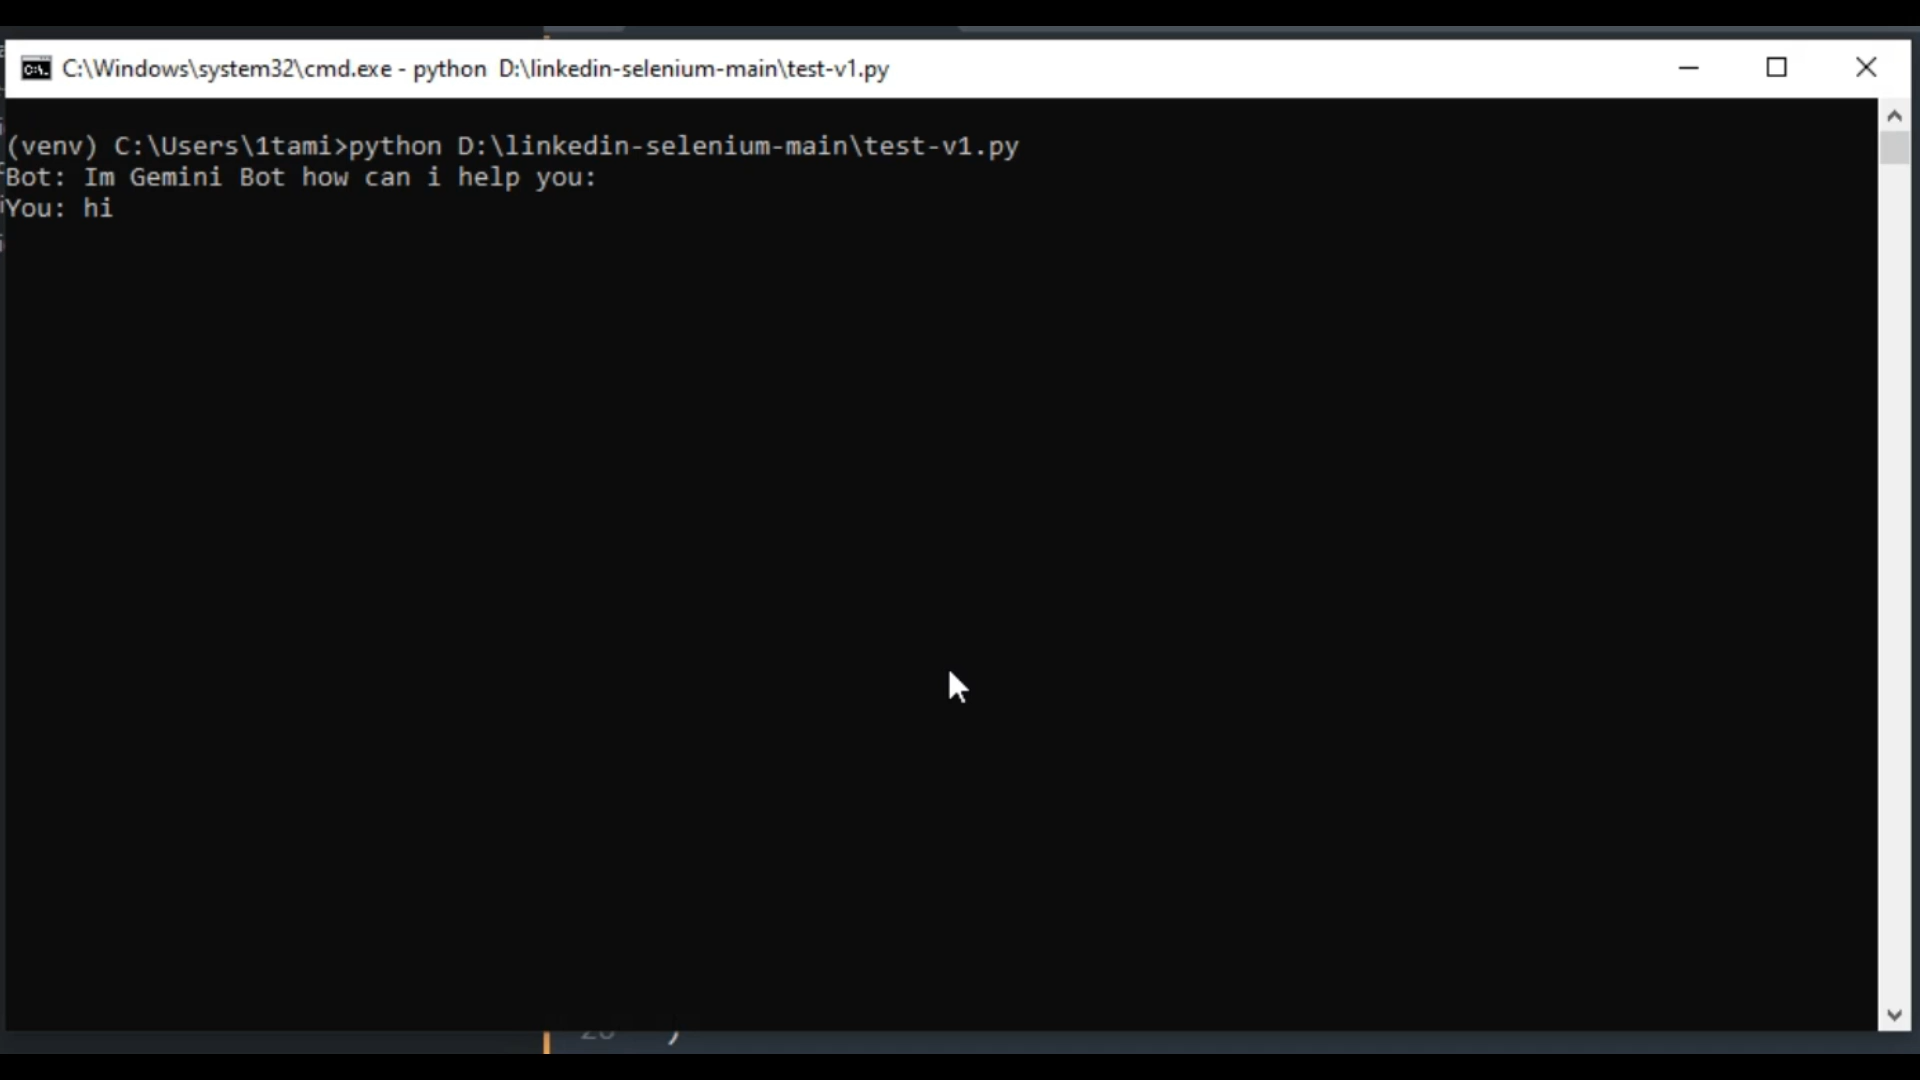 C:\Windows\system32\cmd.exe - python  D:\linkedin-selenium-main\test-v1.py
(venv) C:\Users\1tami>python D:\linkedin-selenium-main\test-v1.py
Bot: Im Gemini Bot how can i help you:
You: hi